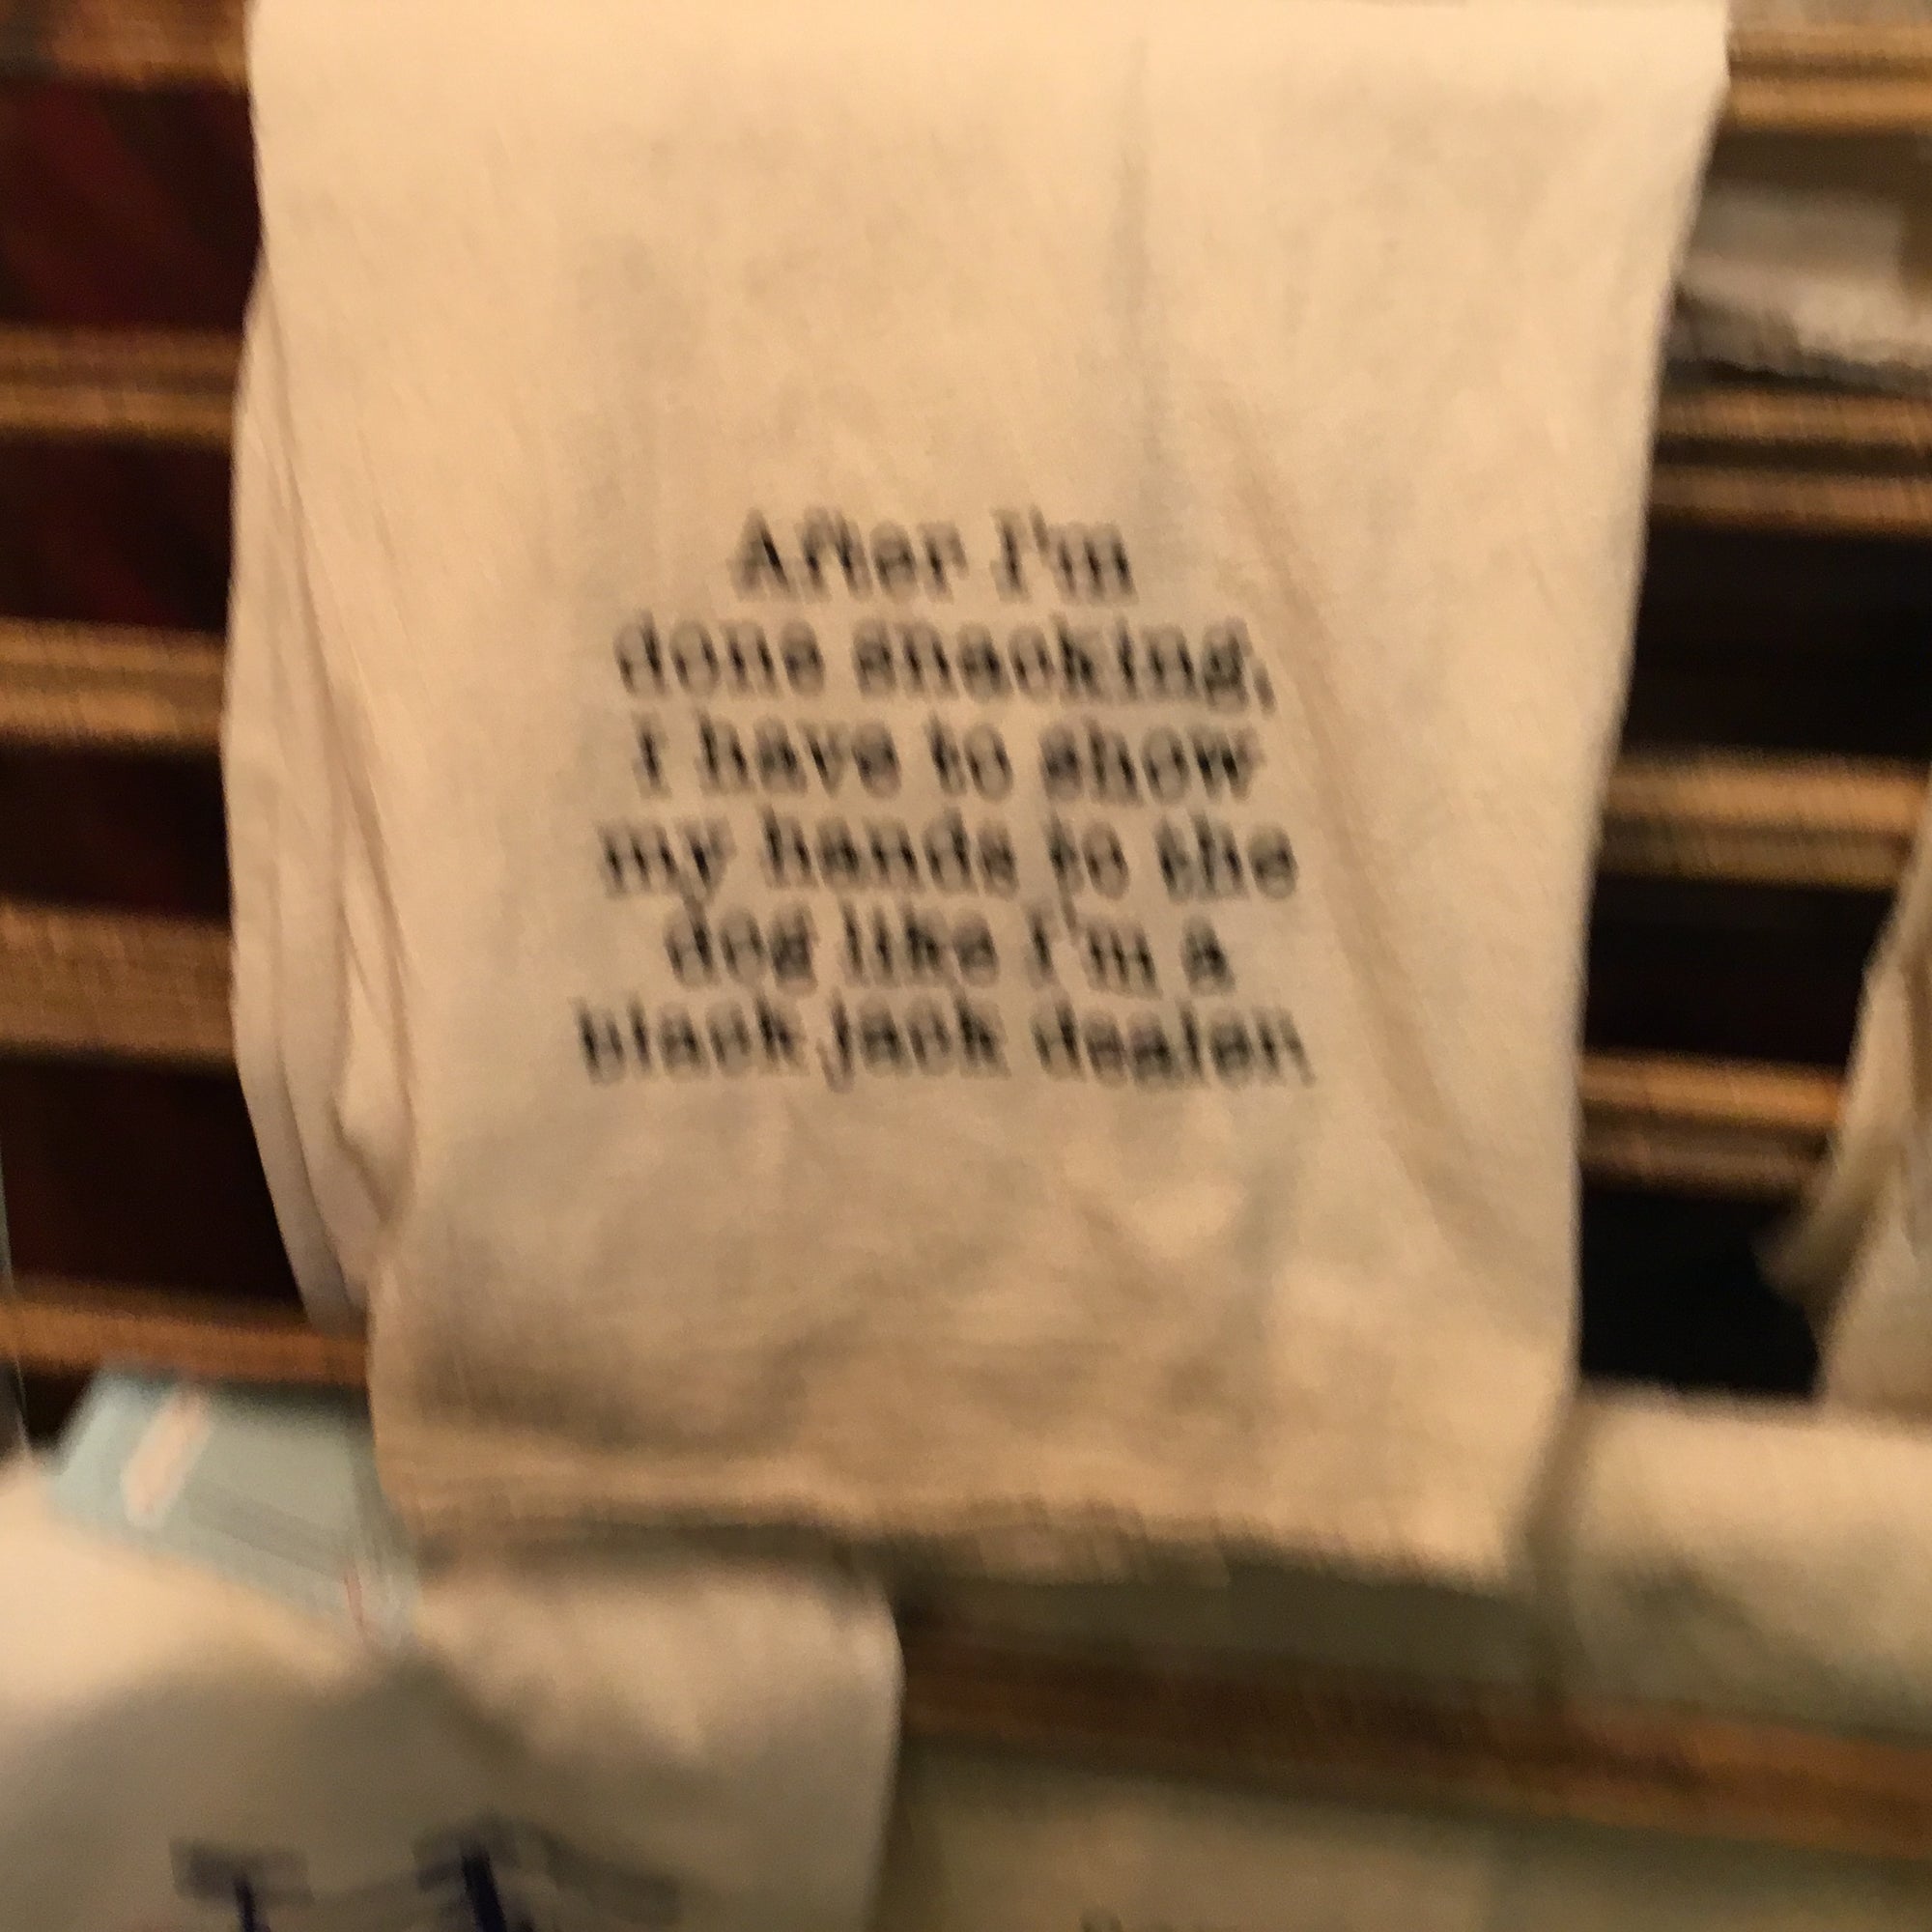 After I'm
done snacking,
I have to show
my hands to the
dog like I'm a
black jack dealer.